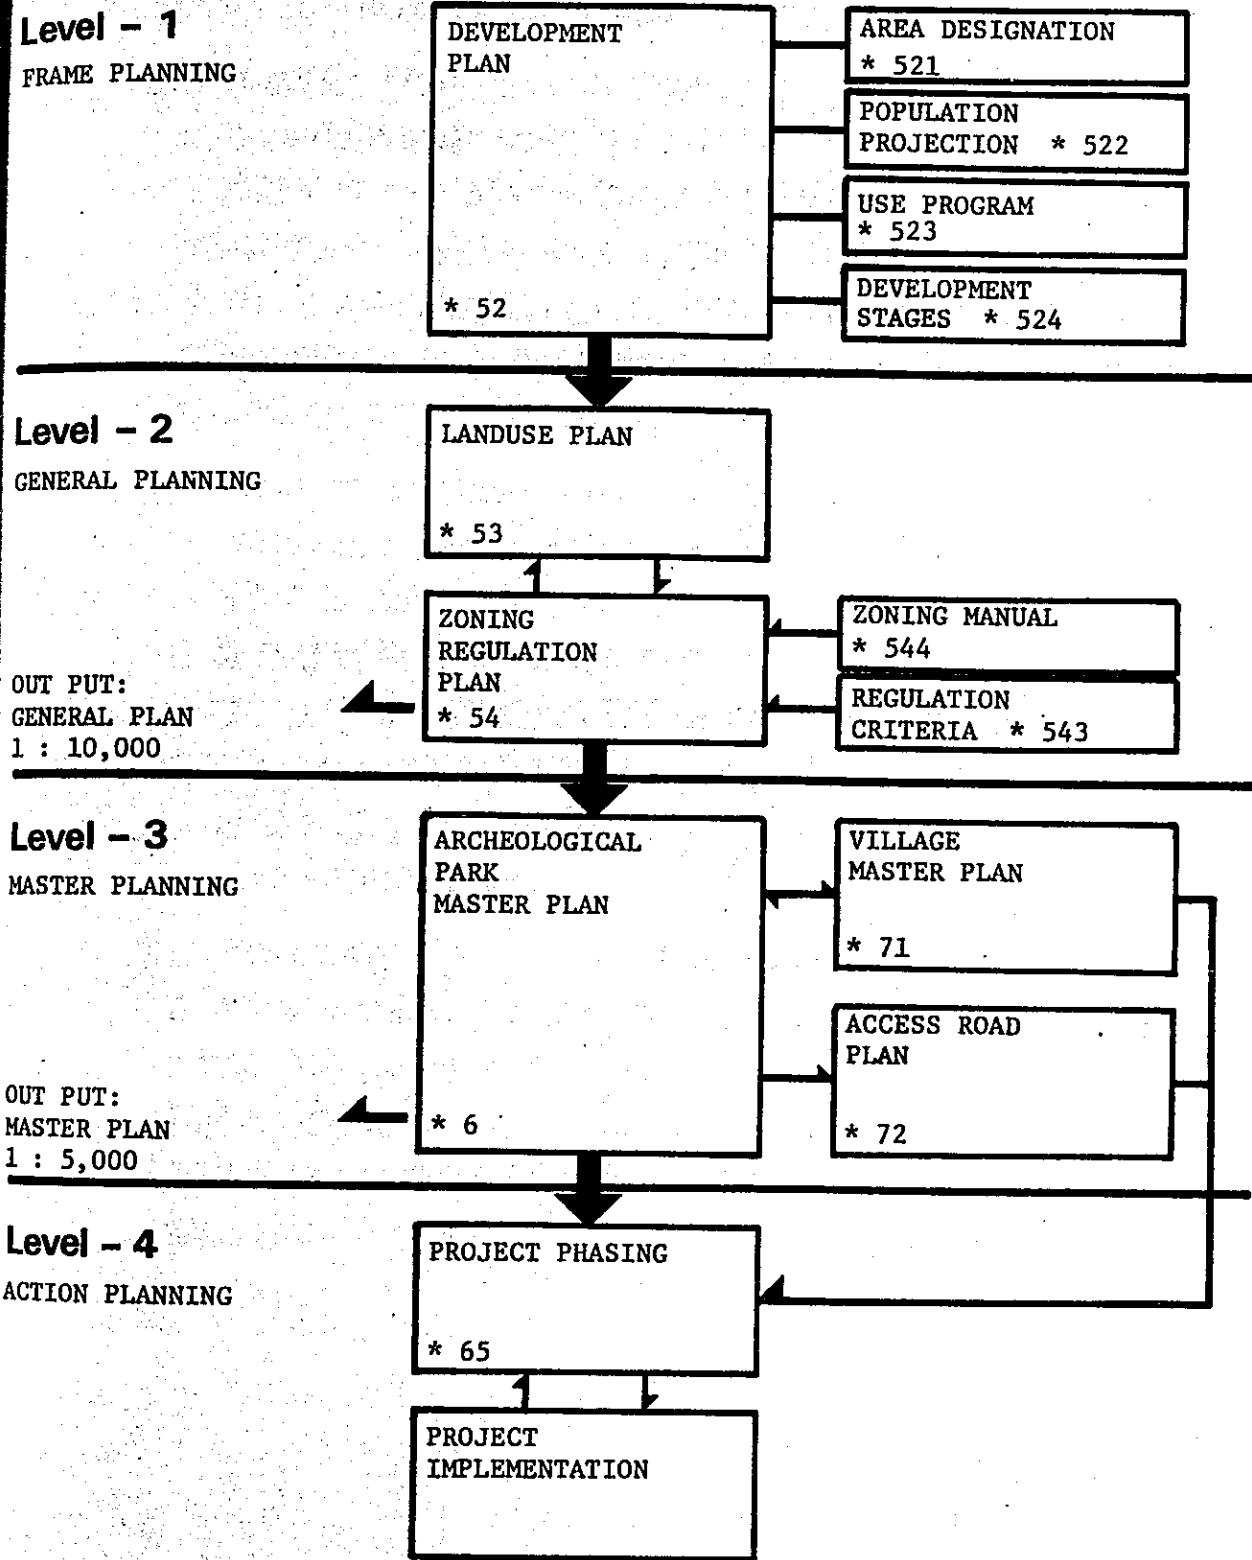 Level - 1
FRAME PLANNING
DEVELOPMENT
PLAN
* 52
AREA DESIGNATION
* 521
POPULATION
PROJECTION * 522
USE PROGRAM
* 523
DEVELOPMENT
STAGES * 524
Level - 2
GENERAL PLANNING
LANDUSE PLAN
* 53
ZONING
REGULATION
PLAN
* 54
ZONING MANUAL
* 544
REGULATION
CRITERIA * 543
OUT PUT:
GENERAL PLAN
1 : 10,000
Level - 3
MASTER PLANNING
ARCHEOLOGICAL
PARK
MASTER PLAN
* 6
VILLAGE
MASTER PLAN
* 71
ACCESS ROAD
PLAN
* 72
OUT PUT:
MASTER PLAN
1 : 5,000
Level - 4
ACTION PLANNING
PROJECT PHASING
* 65
PROJECT
IMPLEMENTATION